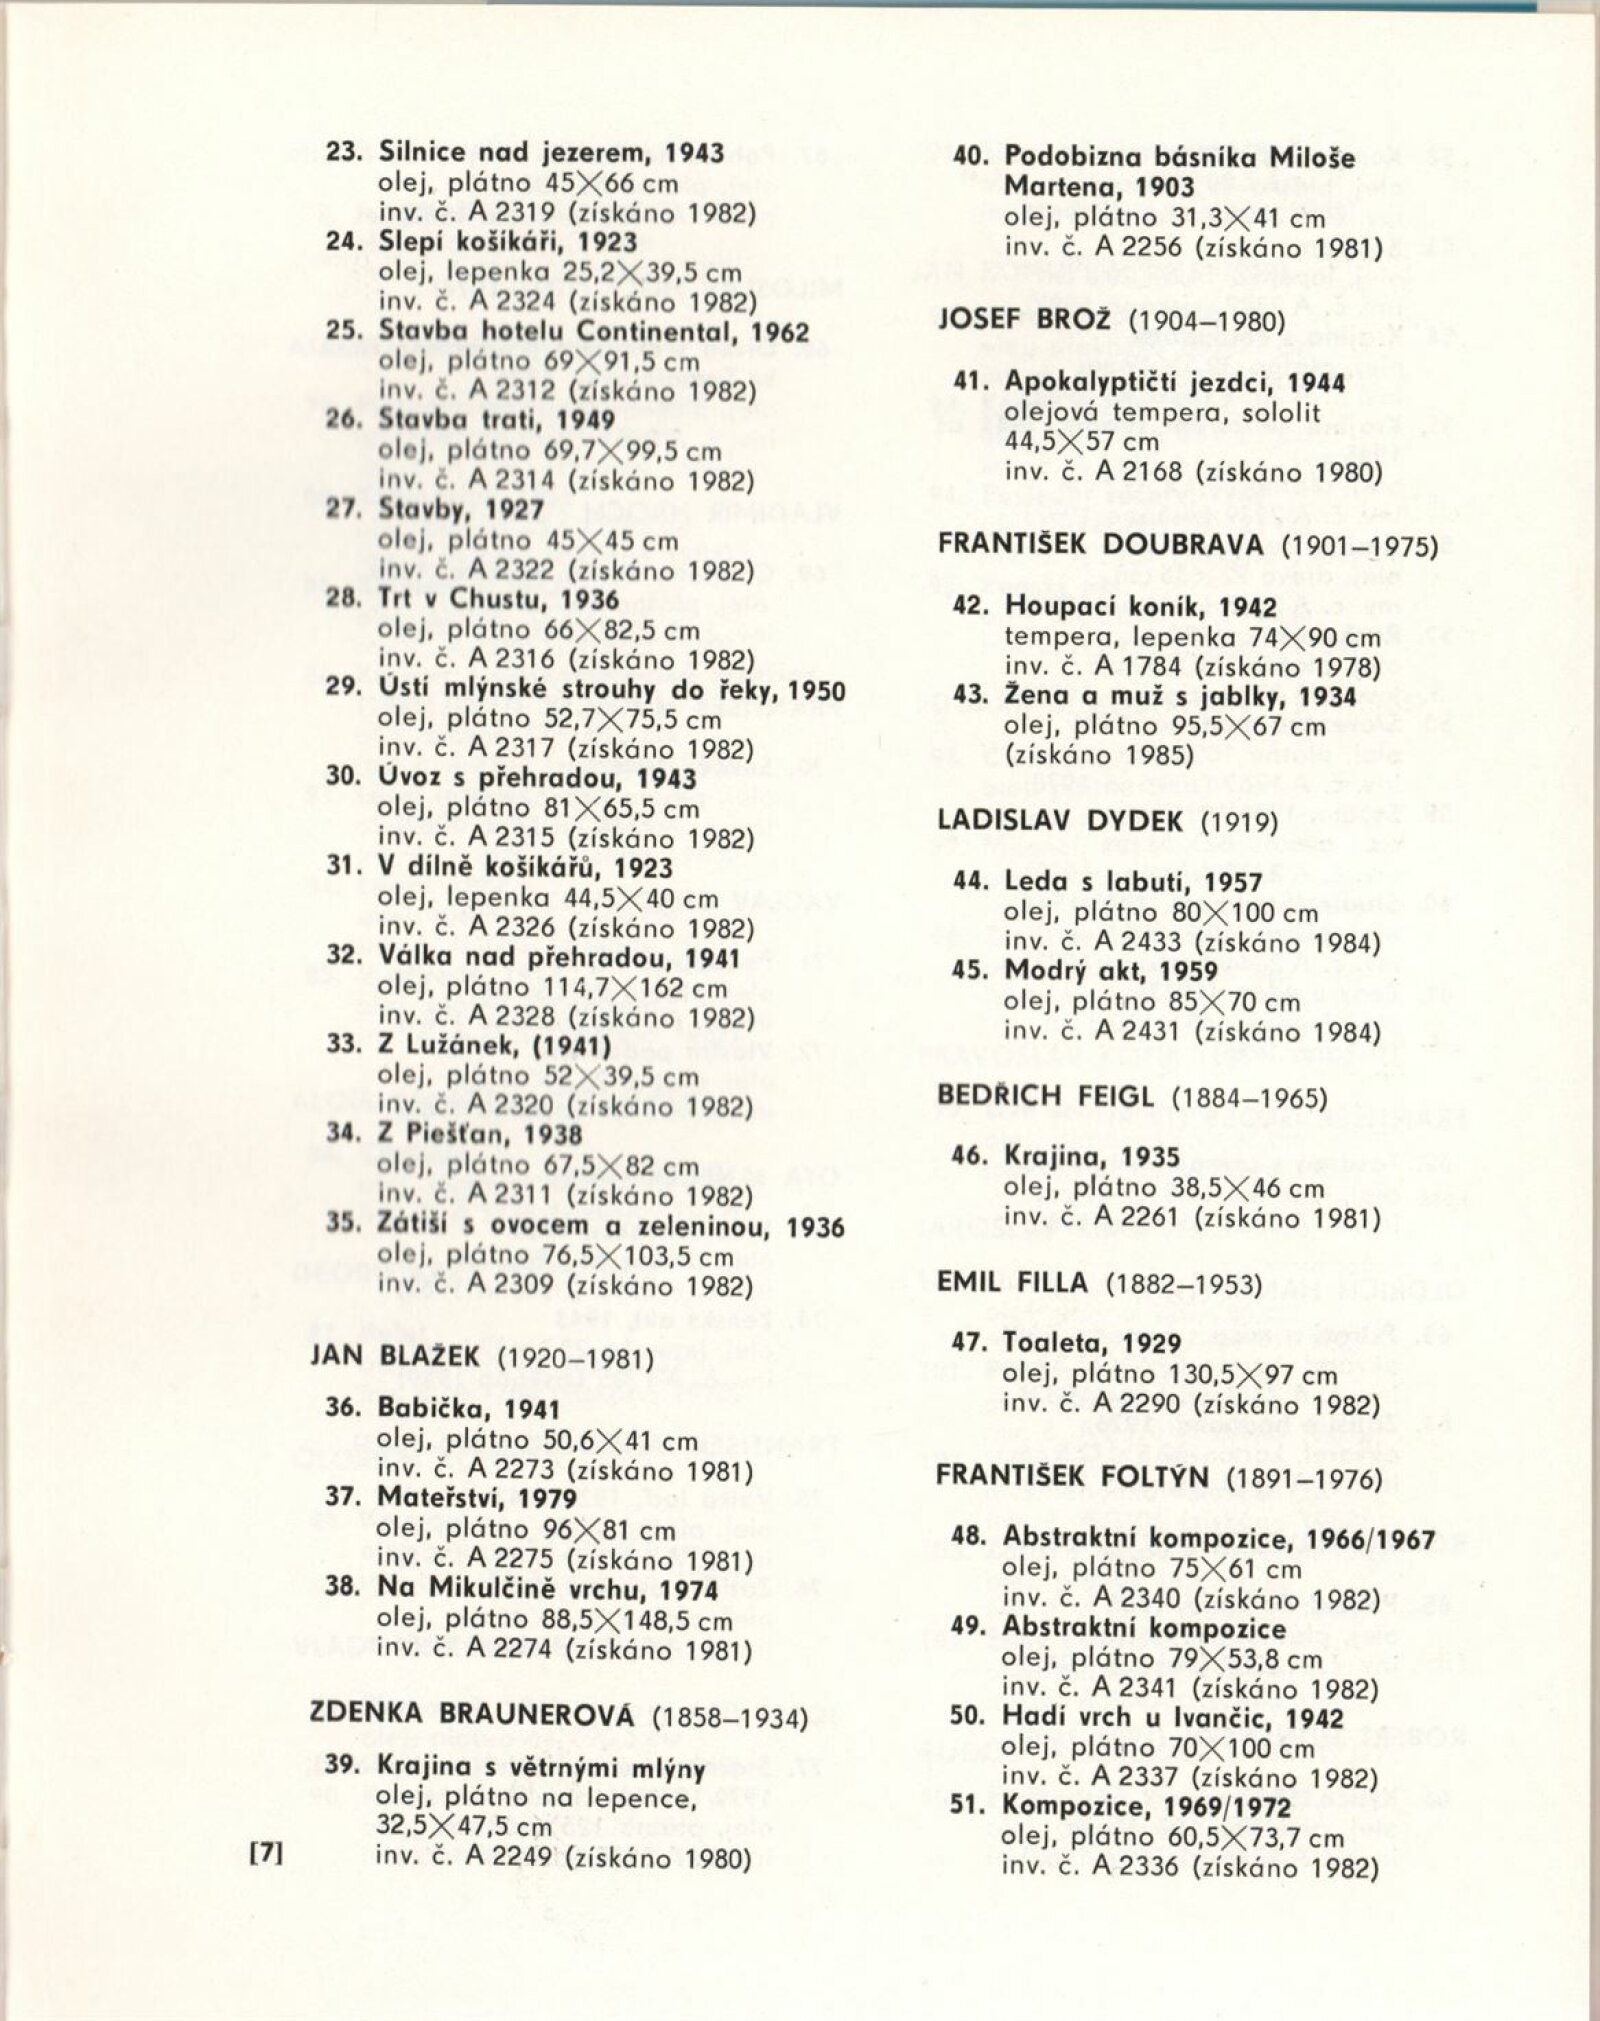 23. Silnice nad jezerem, 1943
olej, plátno 45×66 cm
inv. č. A 2319 (získáno 1982)
24. Slepí košíkáři, 1923
olej, lepenka 25,2×39,5 cm
inv. č. A 2324 (získáno 1982)
25. Stavba hotelu Continental, 1962
olej, plátno 69×91,5 cm
inv. č. A 2312 (získáno 1982)
26. Stavba trati, 1949
olej, plátno 69,7×99,5 cm
inv. č. A 2314 (získáno 1982)
27. Stavby, 1927
olej, plátno 45×45 cm
inv. č. A 2322 (získáno 1982)
28. Trt v Chustu, 1936
olej, plátno 66×82,5 cm
inv. č. A 2316 (získáno 1982)
29. Ústí mlýnské strouhy do řeky, 1950
olej, plátno 52,7×75,5 cm
inv. č. A 2317 (získáno 1982)
30. Úvoz s přehradou, 1943
olej, plátno 81×65,5 cm
inv. č. A 2315 (získáno 1982)
31. V dílně košíkářů, 1923
olej, lepenka 44,5×40 cm
inv. č. A 2326 (získáno 1982)
32. Válka nad přehradou, 1941
olej, plátno 114,7×162 cm
inv. č. A 2328 (získáno 1982)
33. Z Lužánek, (1941)
olej, plátno 52×39,5 cm
inv. č. A 2320 (získáno 1982)
34. Z Piešťan, 1938
olej, plátno 67,5×82 cm
inv. č. A 2311 (získáno 1982)
35. Zátiší s ovocem a zeleninou, 1936
olej, plátno 76,5×103,5 cm
inv. č. A 2309 (získáno 1982)
JAN BLAŽEK (1920–1981)
36. Babička, 1941
olej, plátno 50,6×41 cm
inv. č. A 2273 (získáno 1981)
37. Mateřství, 1979
olej, plátno 96×81 cm
inv. č. A 2275 (získáno 1981)
38. Na Mikulčině vrchu, 1974
olej, plátno 88,5×148,5 cm
inv. č. A 2274 (získáno 1981)
ZDENKA BRAUNEROVÁ (1858–1934)
39. Krajina s větrnými mlýny
olej, plátno na lepence,
32,5×47,5 cm
inv. č. A 2249 (získáno 1980)
[7]
40. Podobizna básníka Miloše
Martena, 1903
olej, plátno 31,3×41 cm
inv. č. A 2256 (získáno 1981)
JOSEF BROŽ (1904–1980)
41. Apokalyptičtí jezdci, 1944
olejová tempera, sololit
44,5×57 cm
inv. č. A 2168 (získáno 1980)
FRANTIŠEK DOUBRAVA (1901–1975)
42. Houpací koník, 1942
tempera, lepenka 74×90 cm
inv. č. A 1784 (získáno 1978)
43. Žena a muž s jablky, 1934
olej, plátno 95,5×67 cm
(získáno 1985)
LADISLAV DYDEK (1919)
44. Leda s labutí, 1957
olej, plátno 80×100 cm
inv. č. A 2433 (získáno 1984)
45. Modrý akt, 1959
olej, plátno 85×70 cm
inv. č. A 2431 (získáno 1984)
BEDŘICH FEIGL (1884–1965)
46. Krajina, 1935
olej, plátno 38,5×46 cm
inv. č. A 2261 (získáno 1981)
EMIL FILLA (1882–1953)
47. Toaleta, 1929
olej, plátno 130,5×97 cm
inv. č. A 2290 (získáno 1982)
FRANTIŠEK FOLTÝN (1891–1976)
48. Abstraktní kompozice, 1966/1967
olej, plátno 75×61 cm
inv. č. A 2340 (získáno 1982)
49. Abstraktní kompozice
olej, plátno 79×53,8 cm
inv. č. A 2341 (získáno 1982)
50. Hadí vrch u Ivančic, 1942
olej, plátno 70×100 cm
inv. č. A 2337 (získáno 1982)
51. Kompozice, 1969/1972
olej, plátno 60,5×73,7 cm
inv. č. A 2336 (získáno 1982)